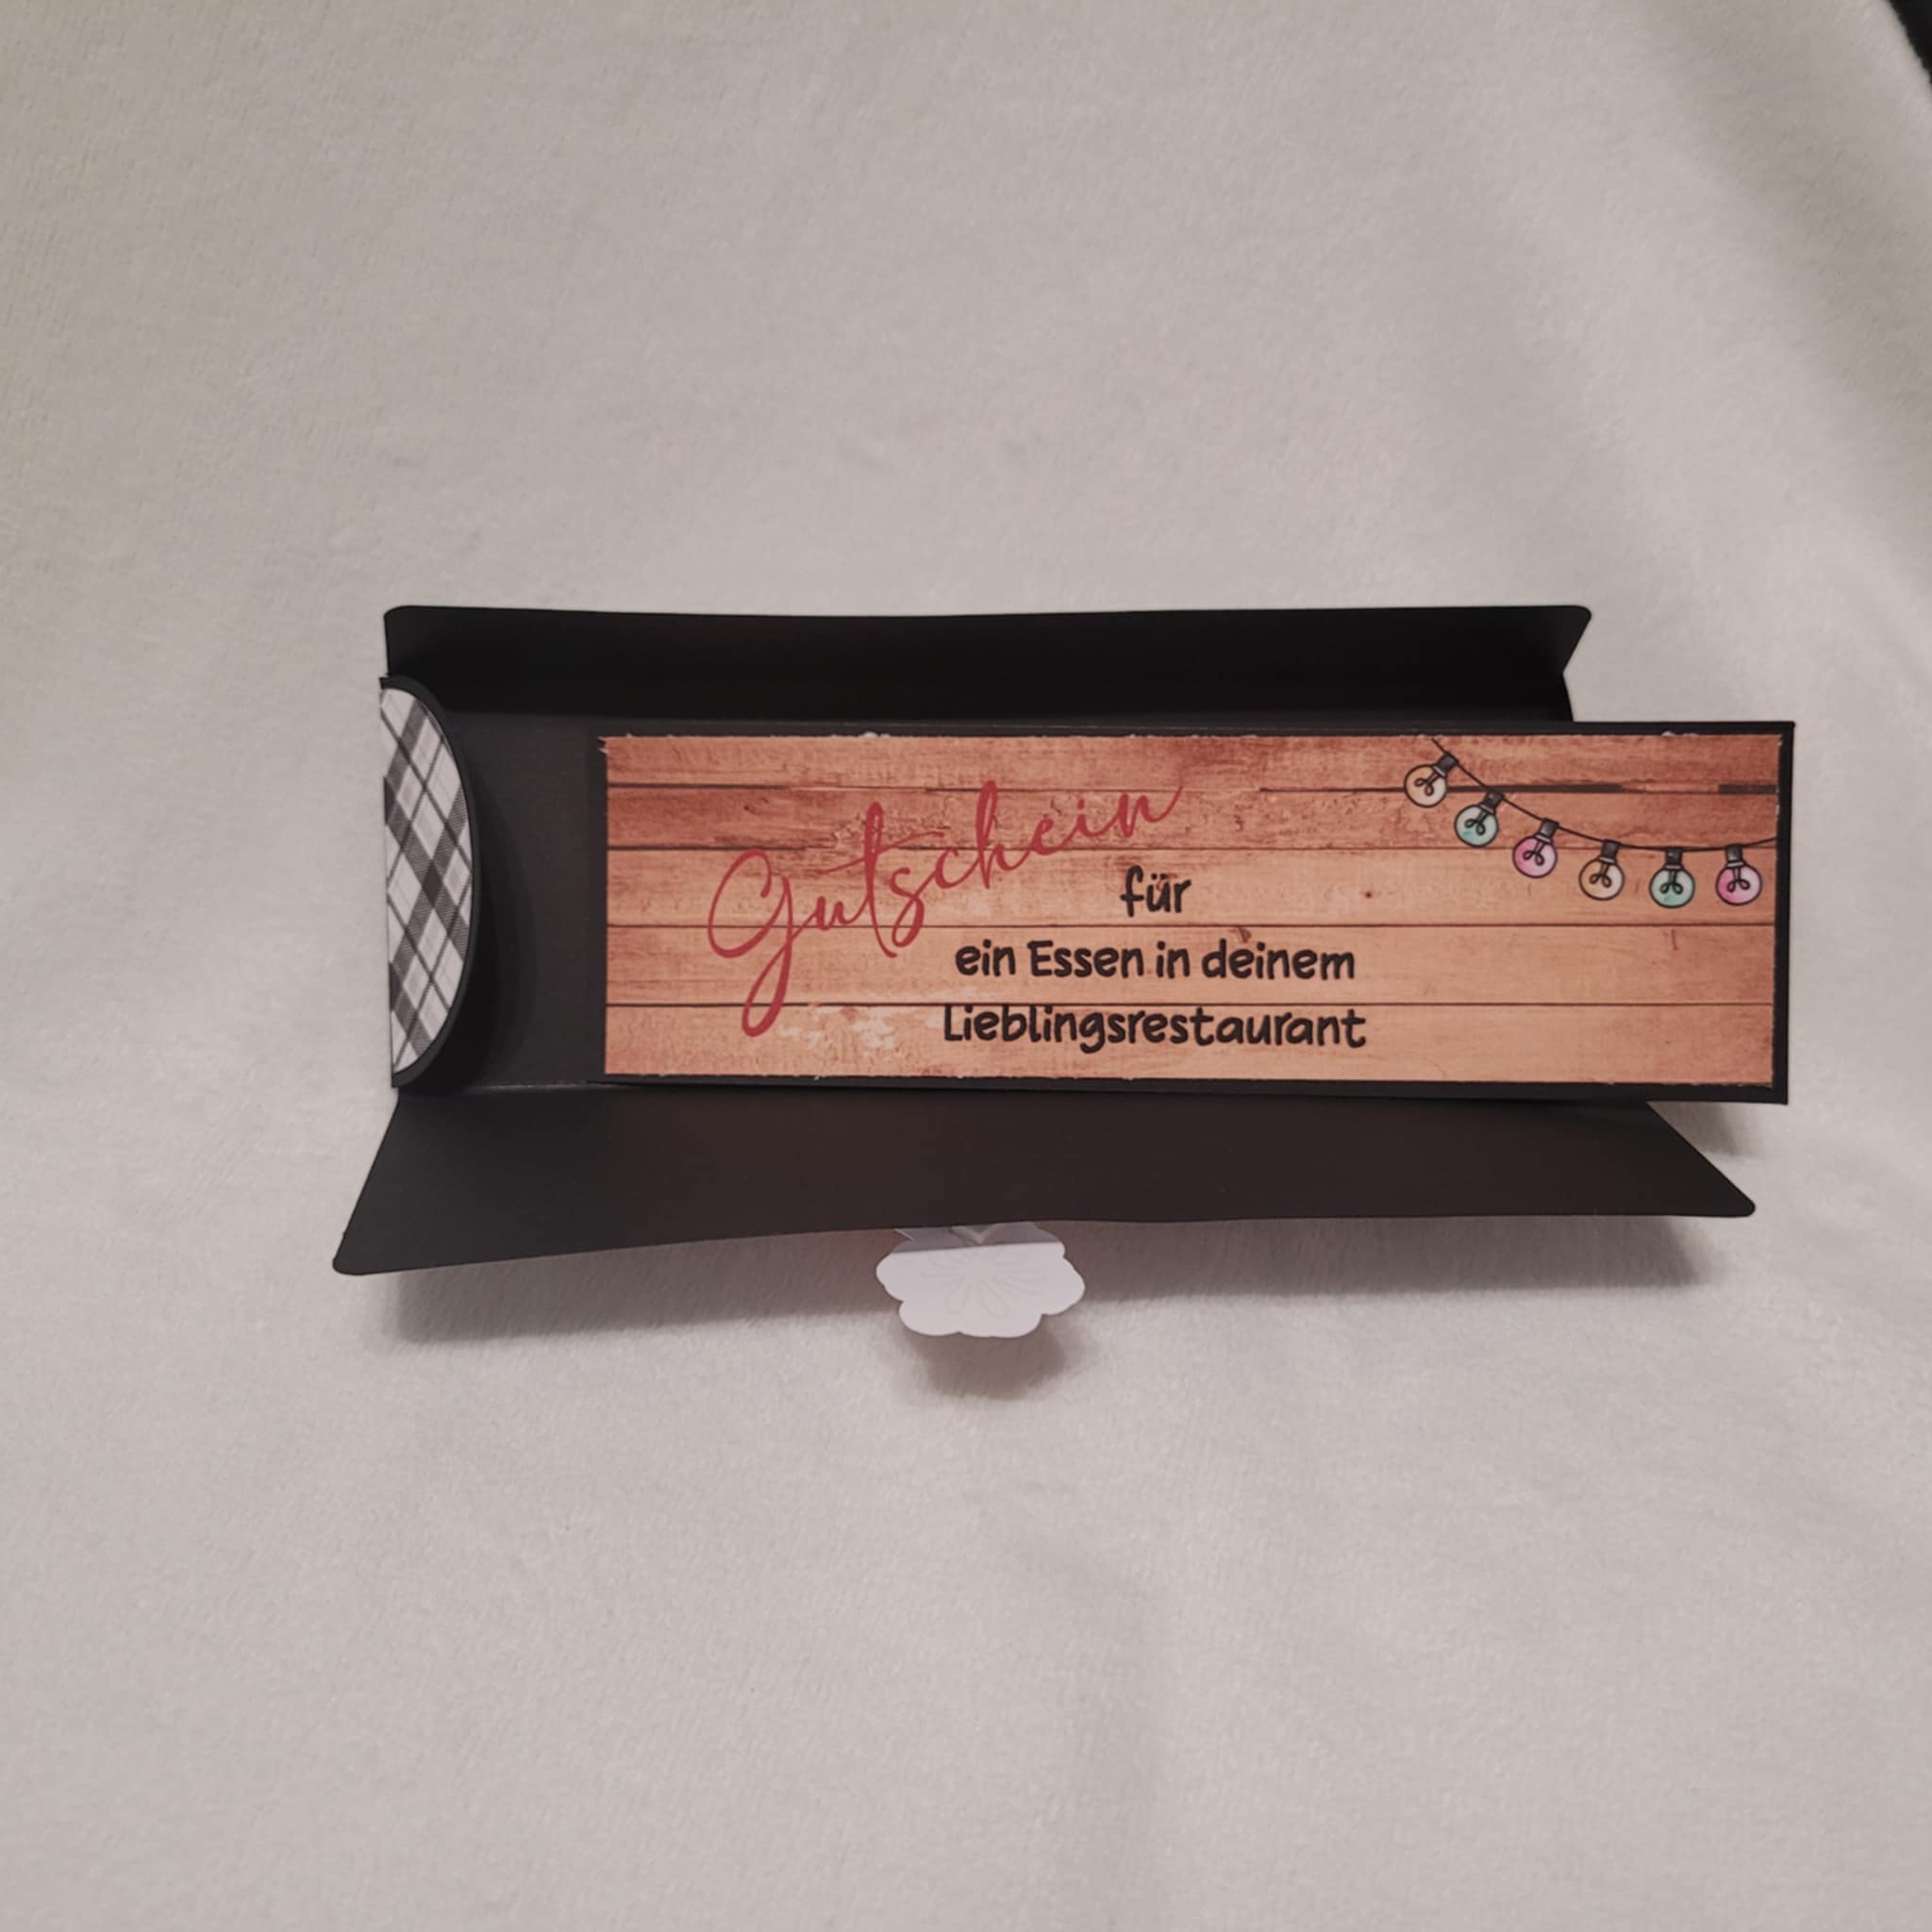 Gutschein
für
ein Essen in deinem
Lieblingsrestaurant